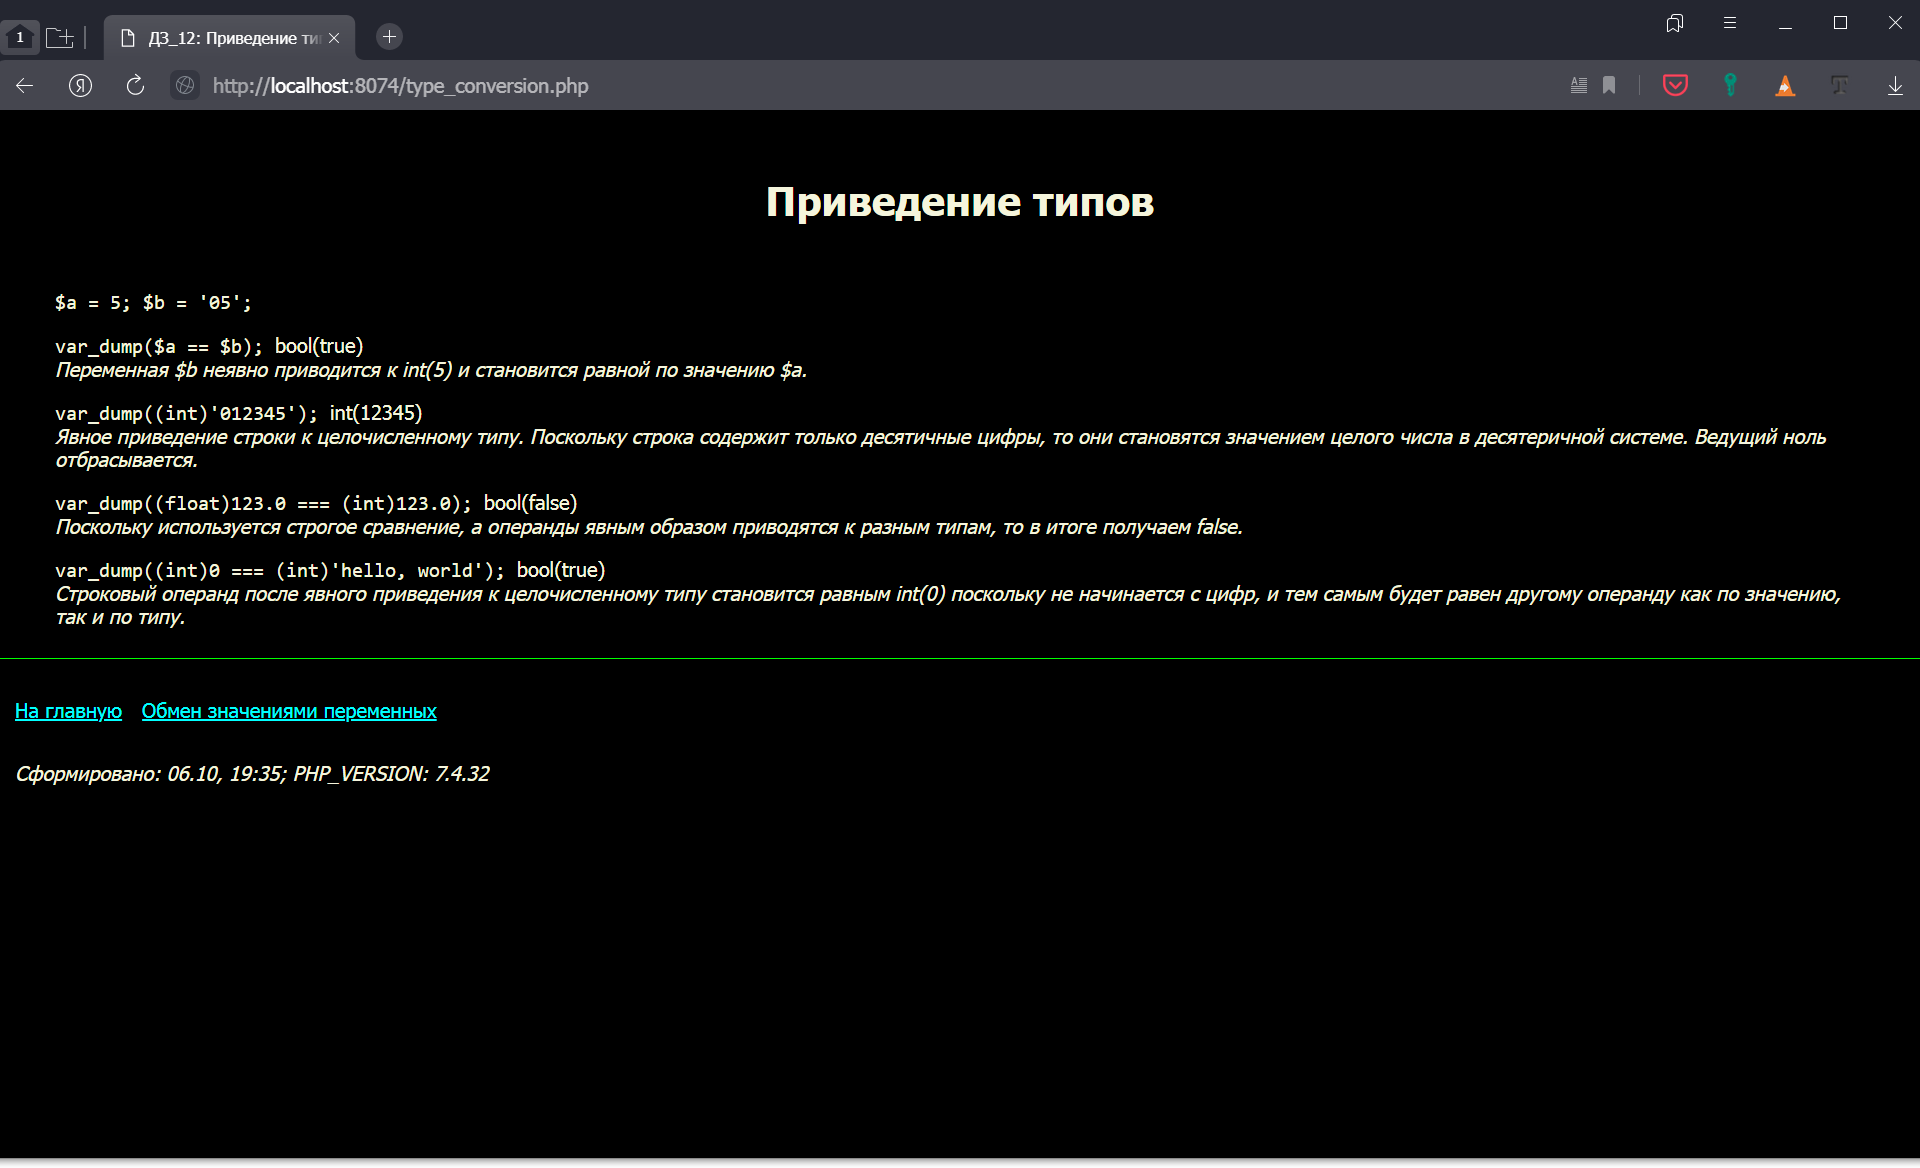 1
ДЗ_12: Приведение ти
Я
http://localhost:8074/type_conversion.php
Приведение типов
$a = 5; $b = '05';
var_dump($a == $b); bool(true)
Переменная $b неявно приводится к int(5) и становится равной по значению $a.
var_dump((int)'012345'); int(12345)
Явное приведение строки к целочисленному типу. Поскольку строка содержит только десятичные цифры, то они становятся значением целого числа в десятеричной системе. Ведущий ноль
отбрасывается.
var_dump((float)123.0 === (int)123.0); bool(false)
Поскольку используется строгое сравнение, а операнды явным образом приводятся к разным типам, то в итоге получаем false.
var_dump((int)0 === (int)'hello, world'); bool(true)
Строковый операнд после явного приведения к целочисленному типу становится равным int(0) поскольку не начинается с цифр, и тем самым будет равен другому операнду как по значению,
так и по типу.
На главную Обмен значениями переменных
Сформировано: 06.10, 19:35; PHP_VERSION: 7.4.32